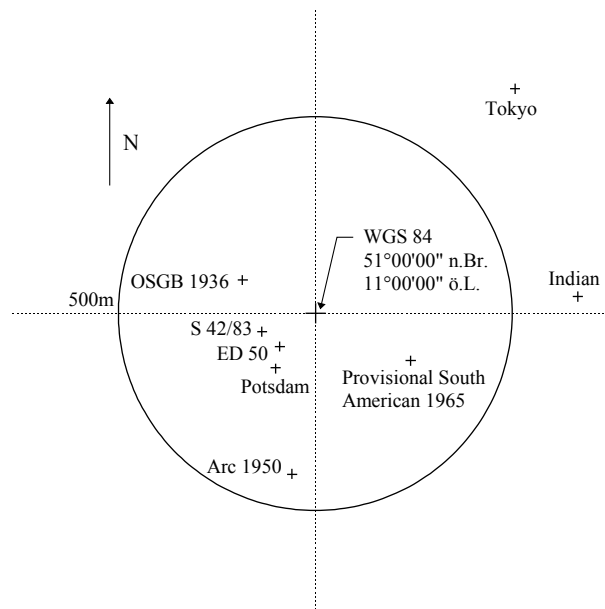 Tokyo
N
WGS 84
51°00'00" n.Br.
11°00'00" ö.L.
OSGB 1936
Indian
500m
S 42/83
ED 50
Potsdam
Provisional South
American 1965
Arc 1950